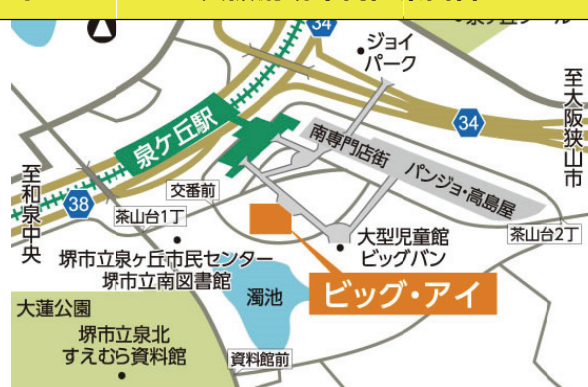 34
ジョイ
パーク
至大阪狭山市
34
泉ケ丘駅
南専門店街
パンジョ・高島屋
至和泉中央
38
交番前
茶山台1丁
茶山台2丁
大型児童館
ビッグバン
堺市立泉ヶ丘市民センター
堺市立南図書館
濁池
ビッグ・アイ
大蓮公園
堺市立泉北
すえむら資料館
資料館前